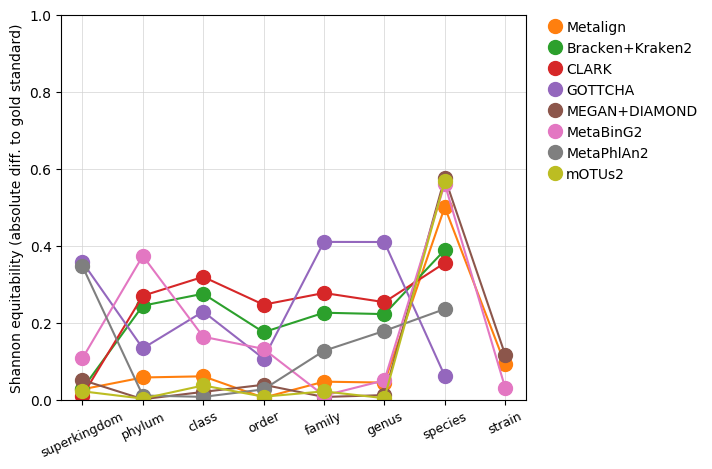 Shannon equitability (absolute diff. to gold standard)
1.0
0.8
0.6
0.4
0.2
0.0
superkingdom
phylum
class
order
family
genus
species
strain
Metalign
Bracken+Kraken2
CLARK
GOTTCHA
MEGAN+DIAMOND
MetaBinG2
MetaPhlAn2
mOTUs2